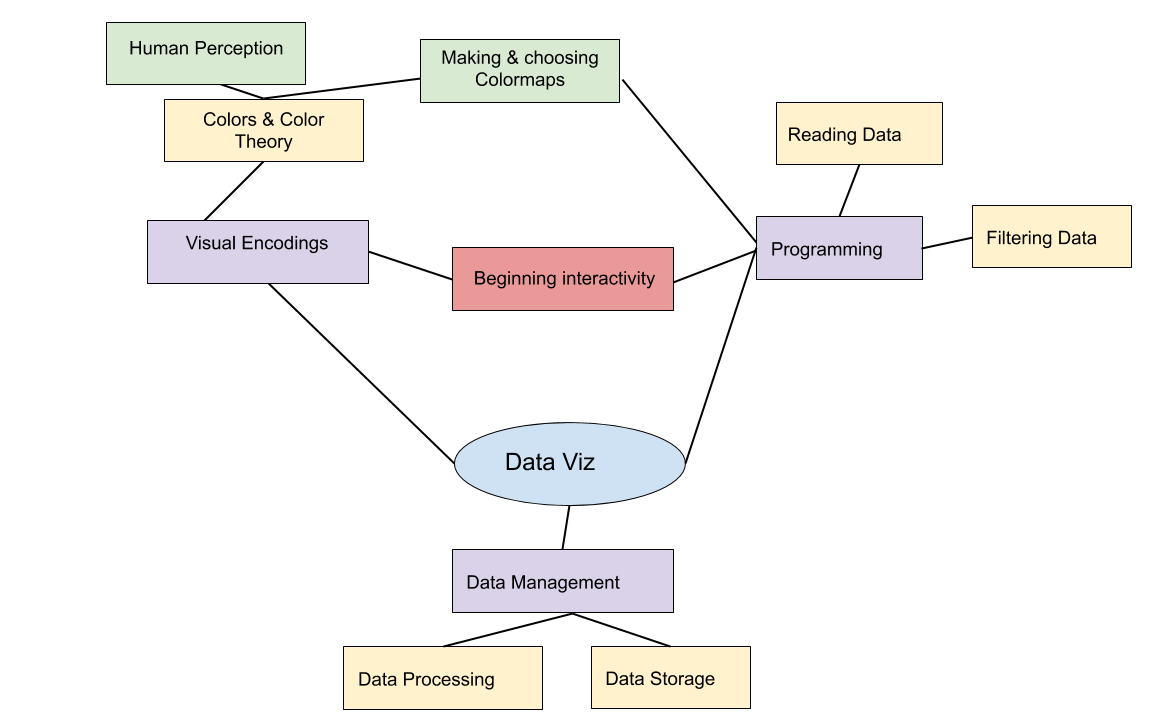 Human Perception
Making & choosing
Colormaps
Colors & Color
Theory
Reading Data
Visual Encodings
Beginning interactivity
Programming
Filtering Data
Data Viz
Data Management
Data Processing
Data Storage